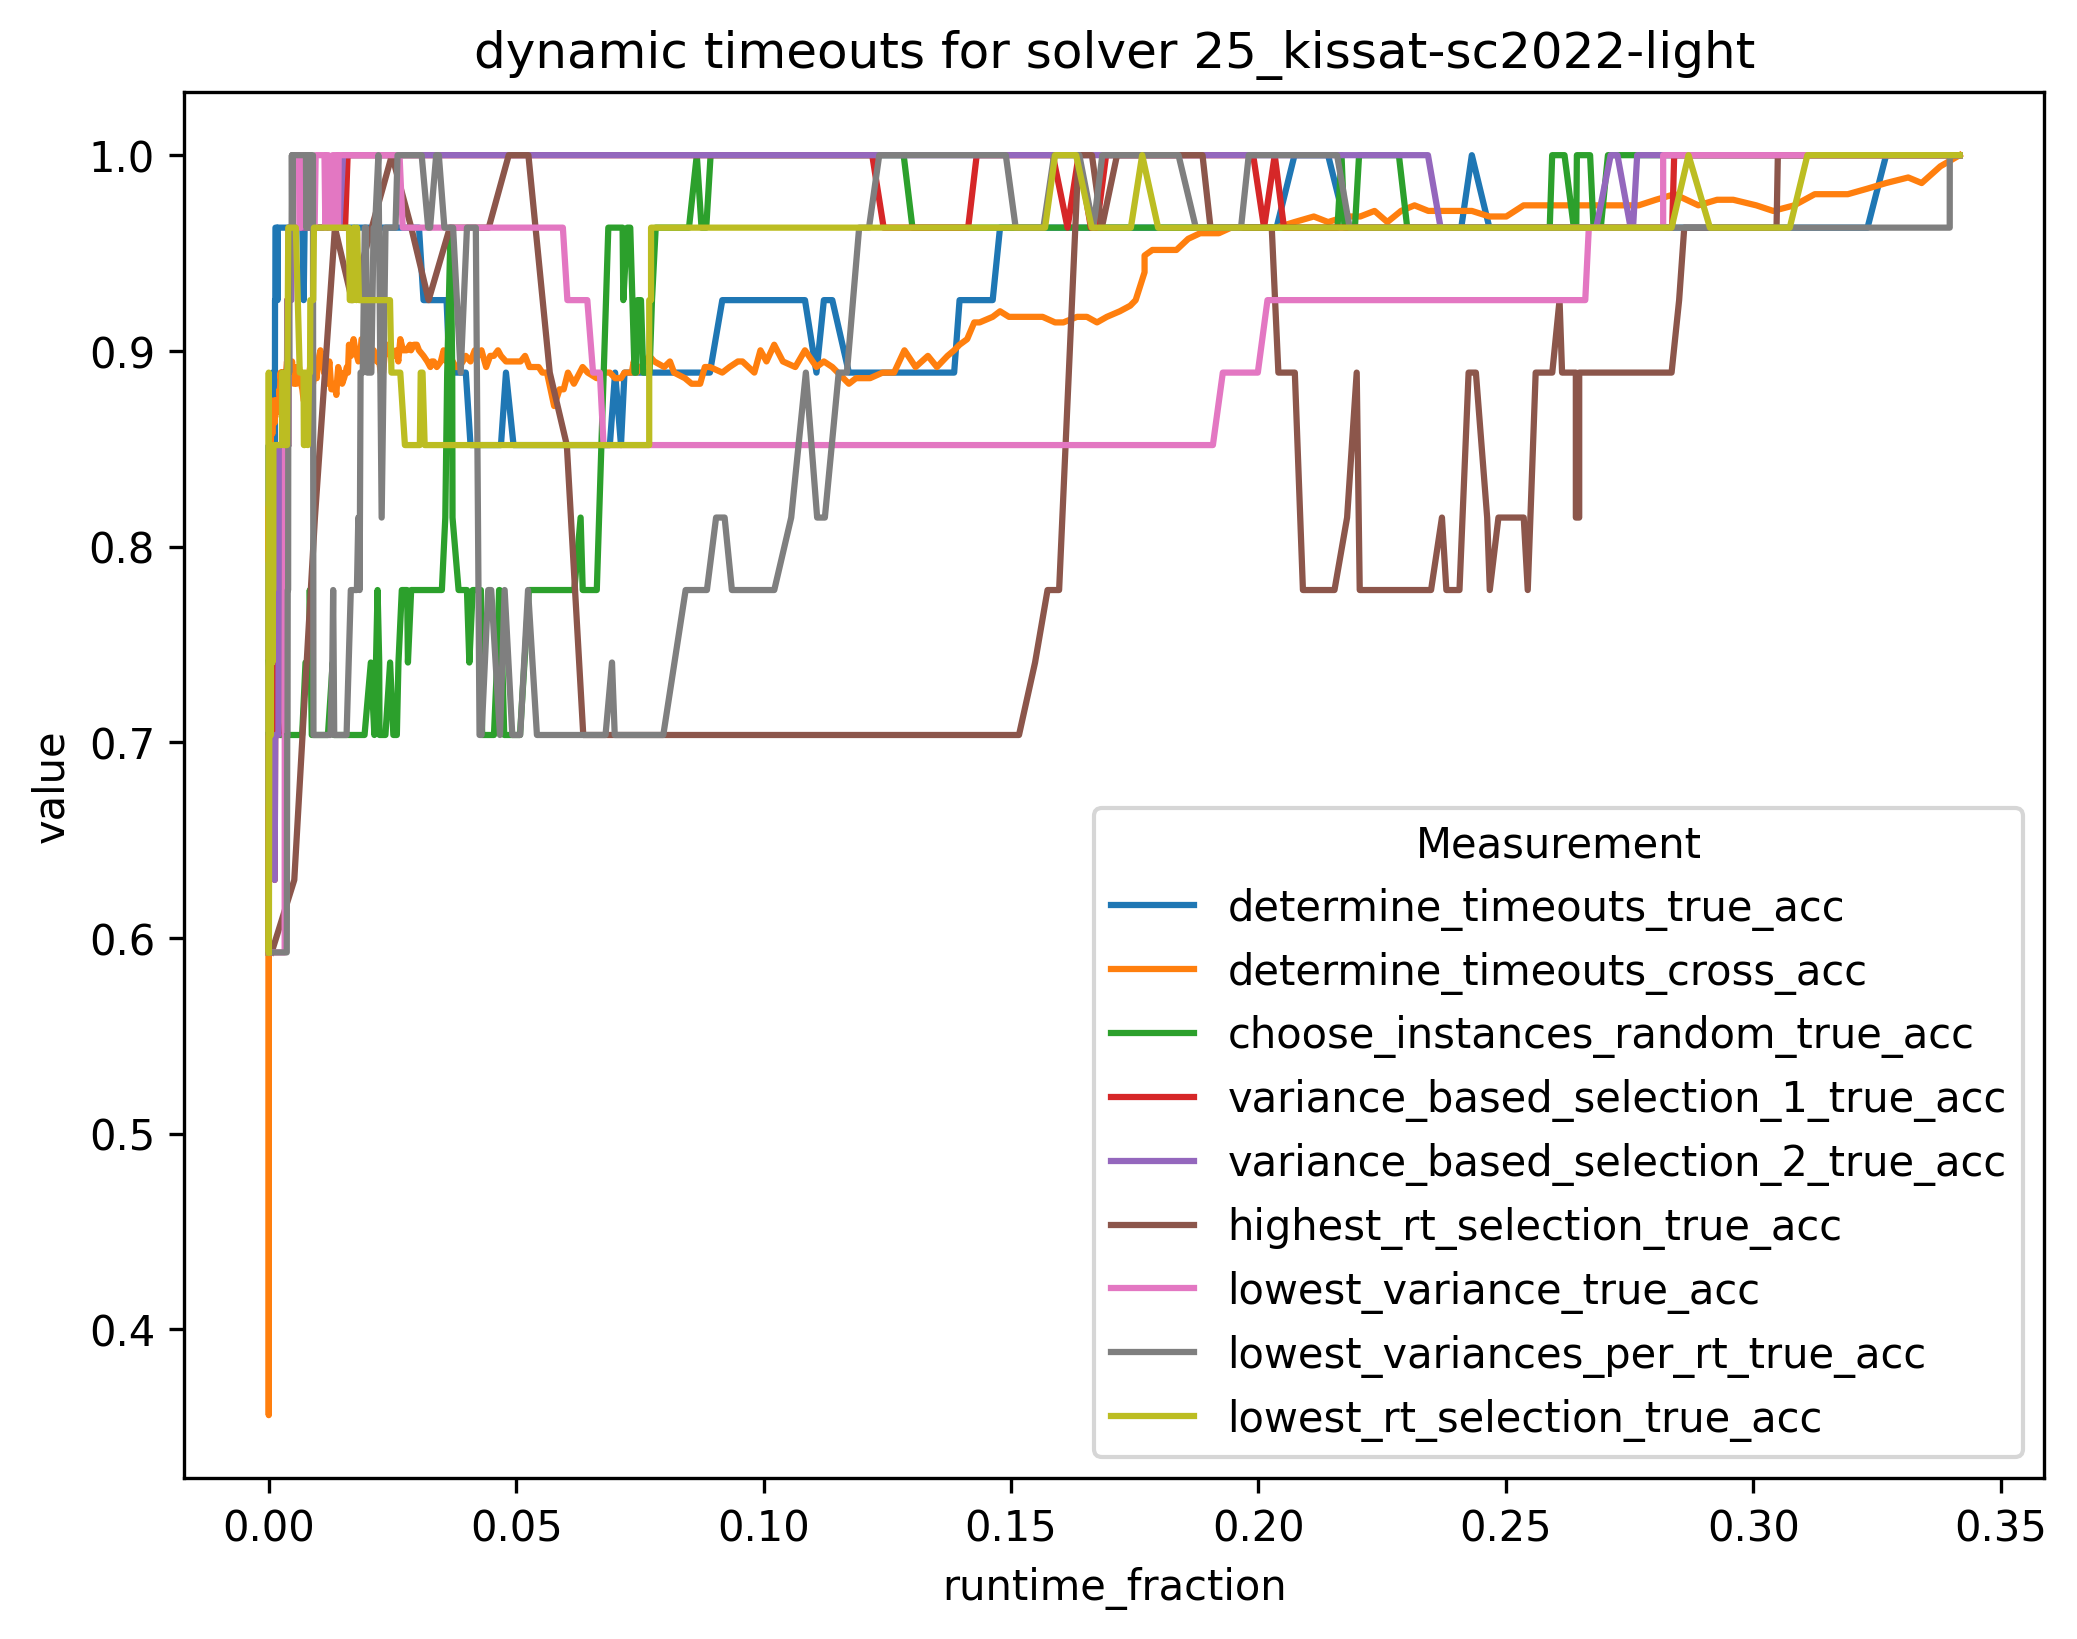 dynamic timeouts for solver 25_kissat-sc2022-light
1.0
0.9
0.8
0.7
0.6
0.5
0.4
value
0.00
0.05
0.10
0.15
0.20
0.25
0.30
0.35
runtime_fraction
Measurement
determine_timeouts_true_acc
determine_timeouts_cross_acc
choose_instances_random_true_acc
variance_based_selection_1_true_acc
variance_based_selection_2_true_acc
highest_rt_selection_true_acc
lowest_variance_true_acc
lowest_variances_per_rt_true_acc
lowest_rt_selection_true_acc